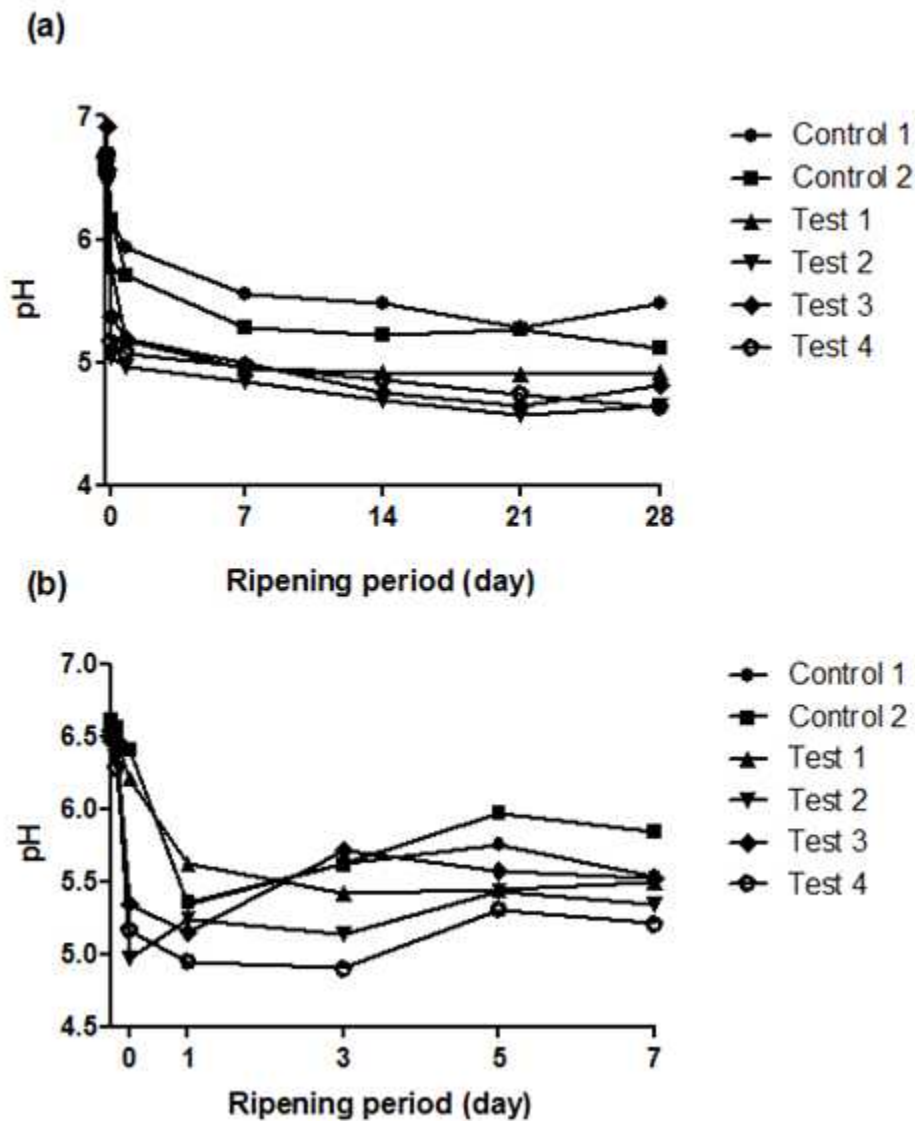 (a)
7
6
5
4
pH
0 7 14 21 28
Ripening period (day)
Control 1
Control 2
Test 1
Test 2
Test 3
Test 4
(b)
7.0
6.5
6.0
5.5
5.0
4.5
pH
0 1 3 5 7
Ripening period (day)
Control 1
Control 2
Test 1
Test 2
Test 3
Test 4